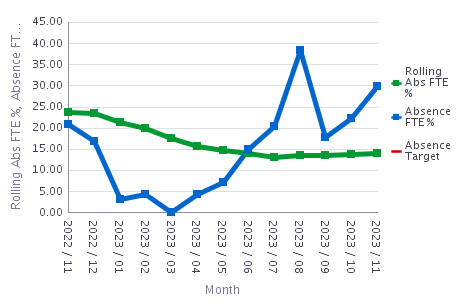 45.00
40.00
35.00
30.00
25.00
20.00
15.00
10.00
5.00
0.00
Rolling Abs FTE %, Absence FT...
2022 / 11
2022 / 12
2023 / 01
2023 / 02
2023 / 03
2023 / 04
2023 / 05
2023 / 06
2023 / 07
2023 / 08
2023 / 09
2023 / 10
2023 / 11
Month
Rolling
Abs FTE
%
Absence
FTE%
Absence
Target